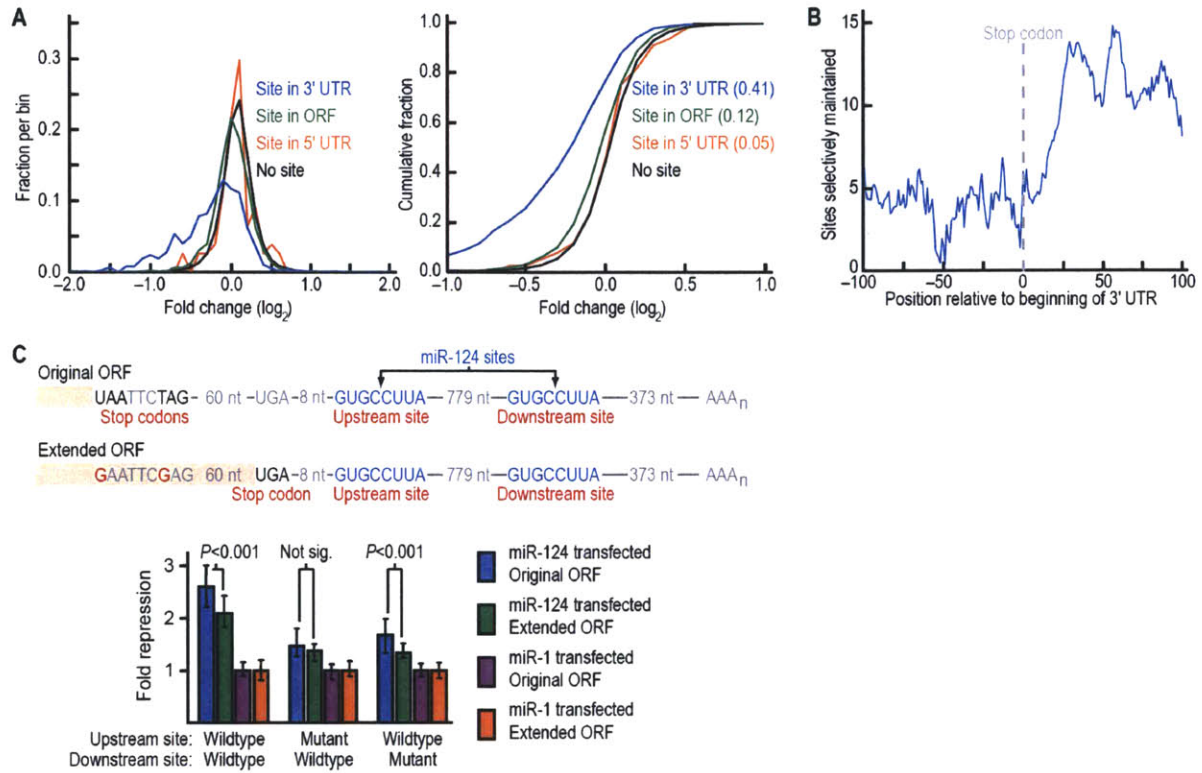 A
Fraction per bin
0.3
0.2
0.1
0.0
−2.0
−1.0
0.0
1.0
2.0
Fold change (log2)
Site in 3' UTR
Site in ORF
Site in 5' UTR
No site
Cumulative fraction
1.0
0.8
0.6
0.4
0.2
0.0
−1.0
−0.5
0.0
0.5
1.0
Fold change (log2)
Site in 3' UTR (0.41)
Site in ORF (0.12)
Site in 5' UTR (0.05)
No site
B
Sites selectively maintained
15
10
5
0
Stop codon
−100
−50
0
50
100
Position relative to beginning of 3' UTR
C
miR-124 sites
Original ORF
UAATTCTAG- 60 nt -UGA-8 nt-GUGCCUUA— 779 nt -GUGCCUUA— 373 nt - AAAn
Stop codons Upstream site Downstream site
Extended ORF
GAATTCGAG 60 nt UGA-8 nt-GUGCCUUA— 779 nt -GUGCCUUA— 373 nt — AAAn
Stop codon Upstream site Downstream site
Fold repression
3
2
1
P<0.001
Not sig.
P<0.001
Upstream site: Wildtype Mutant Wildtype
Downstream site: Wildtype Wildtype Mutant
miR-124 transfected
Original ORF
miR-124 transfected
Extended ORF
miR-1 transfected
Original ORF
miR-1 transfected
Extended ORF